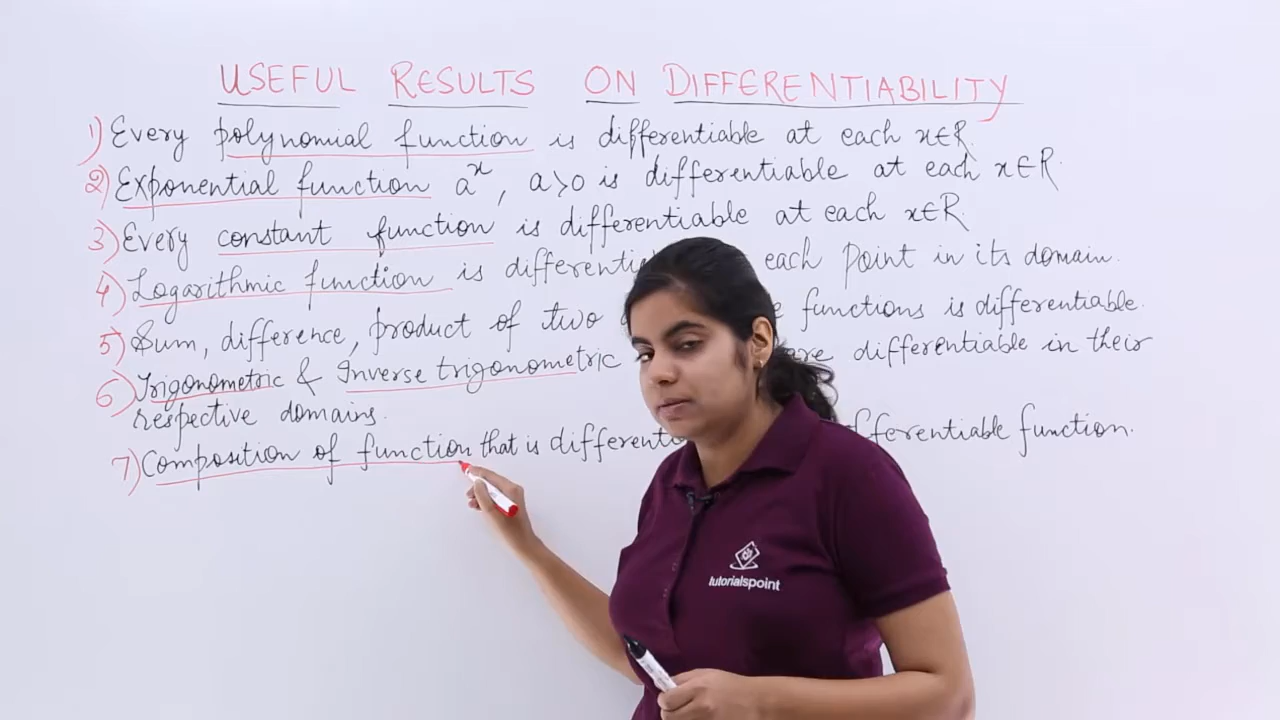 USEFUL RESULTS ON DIFFERENTIABILITY
1) Every polynomial function is differentiable at each x∈R.
2) Exponential function aˣ, a>0 is differentiable at each x∈R.
3) Every constant function is differentiable at each x∈R.
4) Logarithmic function is differenti each point in its domain.
5) Sum, difference, product of two functions is differentiable.
6) Trigonometric & Inverse trigonometric are differentiable in their
respective domains.
7) Composition of function that is differenti fferentiable function.
tutorialspoint